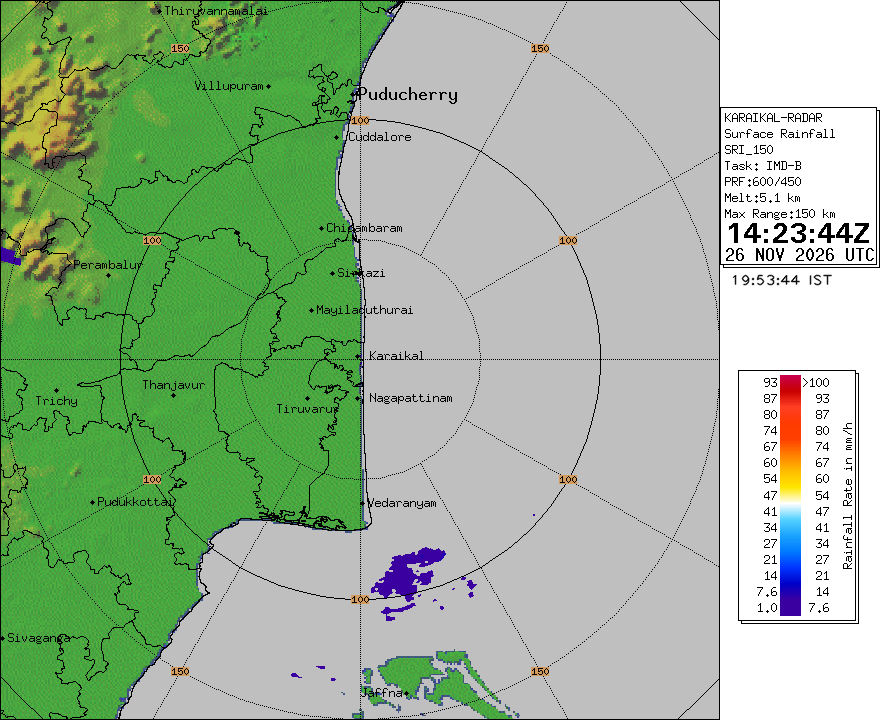 Thiruvannamalai
150
150
Villupuram
Puducherry
100
Cuddalore
KARAIKAL-RADAR
Surface Rainfall
SRI_150
Task: IMD-B
PRF:600/450
Melt:5.1 km
Max Range:150 km
14:23:44Z
26 NOV 2026 UTC
19:53:44 IST
Chidambaram
100
100
Perambalur
Sirkazi
Mayiladuthurai
Karaikal
Thanjavur
Trichy
Nagapattinam
Tiruvarur
93 >100
87 93
80 87
74 80
67 74
60 67
54 60
47 54
41 47
34 41
27 34
21 27
14 21
7.6 14
1.0 7.6
Rainfall Rate in mm/h
100
100
Pudukkottai
Vedaranyam
100
Sivaganga
150
150
Jaffna